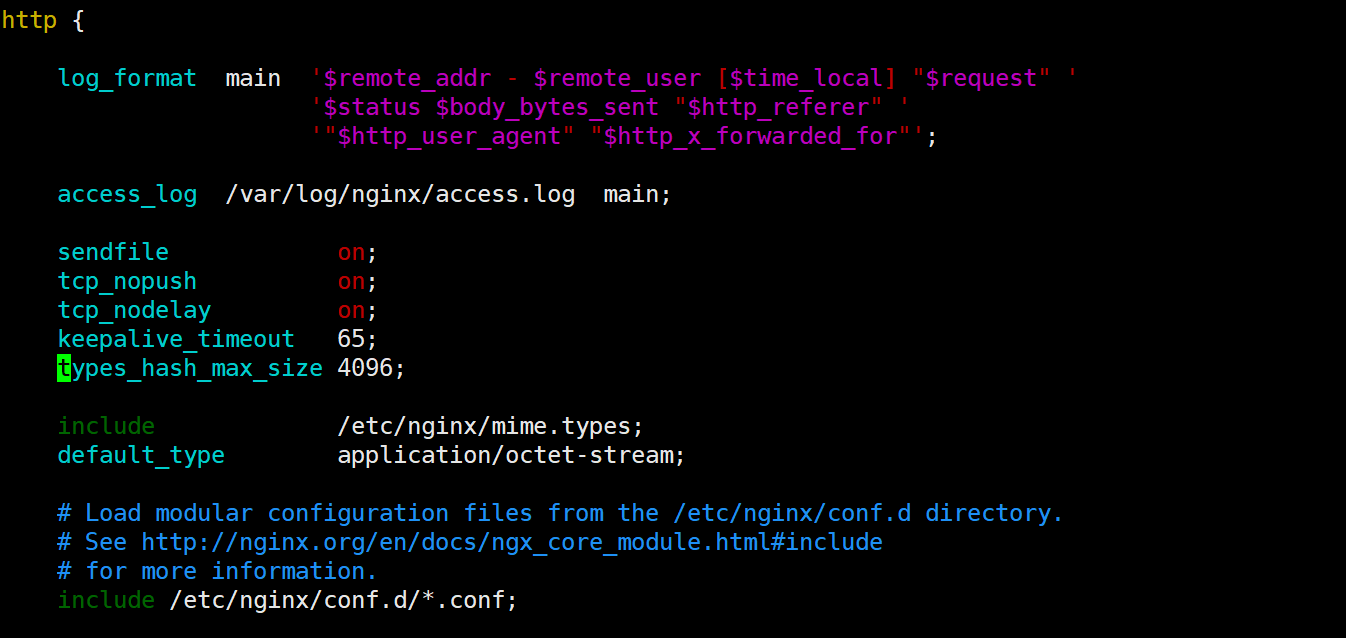 http {
log_format  main  '$remote_addr - $remote_user [$time_local] "$request" '
'$status $body_bytes_sent "$http_referer" '
'"$http_user_agent" "$http_x_forwarded_for"';
access_log  /var/log/nginx/access.log  main;
sendfile            on;
tcp_nopush          on;
tcp_nodelay         on;
keepalive_timeout   65;
types_hash_max_size 4096;
include             /etc/nginx/mime.types;
default_type        application/octet-stream;
# Load modular configuration files from the /etc/nginx/conf.d directory.
# See http://nginx.org/en/docs/ngx_core_module.html#include
# for more information.
include /etc/nginx/conf.d/*.conf;